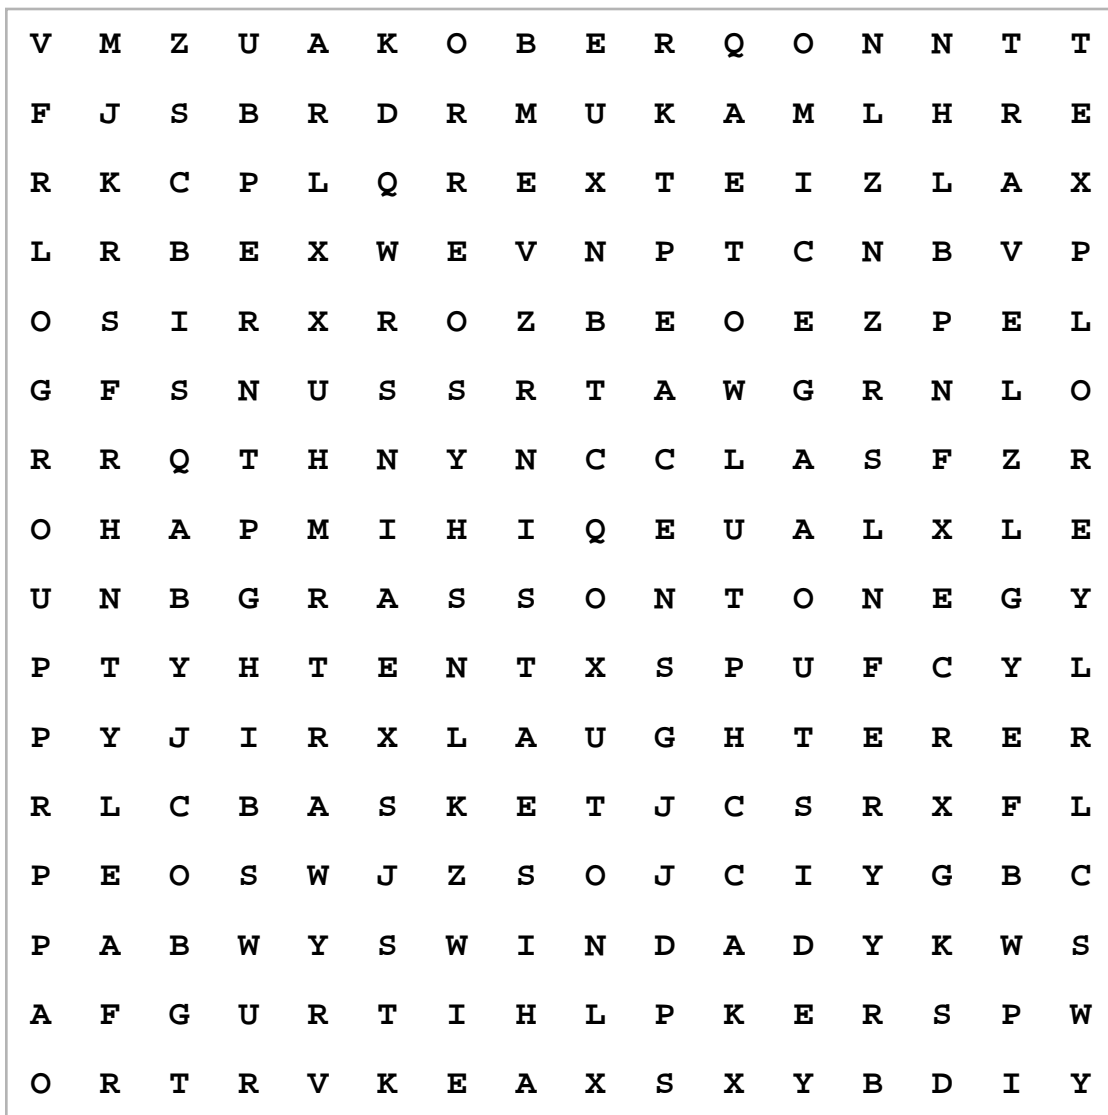 V M Z U A K O B E R Q O N N T T
F J S B R D R M U K A M L H R E
R K C P L Q R E X T E I Z L A X
L R B E X W E V N P T C N B V P
O S I R X R O Z B E O E Z P E L
G F S N U S S R T A W G R N L O
R R Q T H N Y N C C L A S F Z R
O H A P M I H I Q E U A L X L E
U N B G R A S S O N T O N E G Y
P T Y H T E N T X S P U F C Y L
P Y J I R X L A U G H T E R E R
R L C B A S K E T J C S R X F L
P E O S W J Z S O J C I Y G B C
P A B W Y S W I N D A D Y K W S
A F G U R T I H L P K E R S P W
O R T R V K E A X S X Y B D I Y